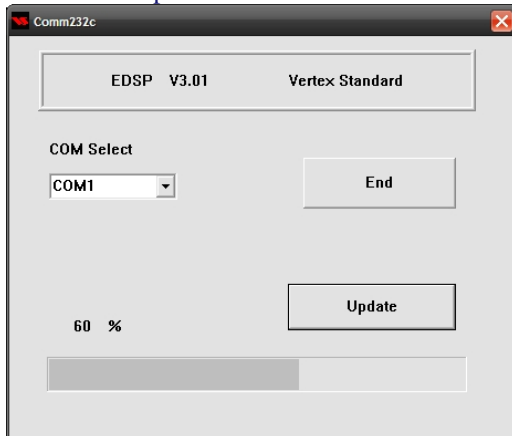 Comm232c
EDSP V3.01 Vertex Standard
COM Select
COM1
End
Update
60 %